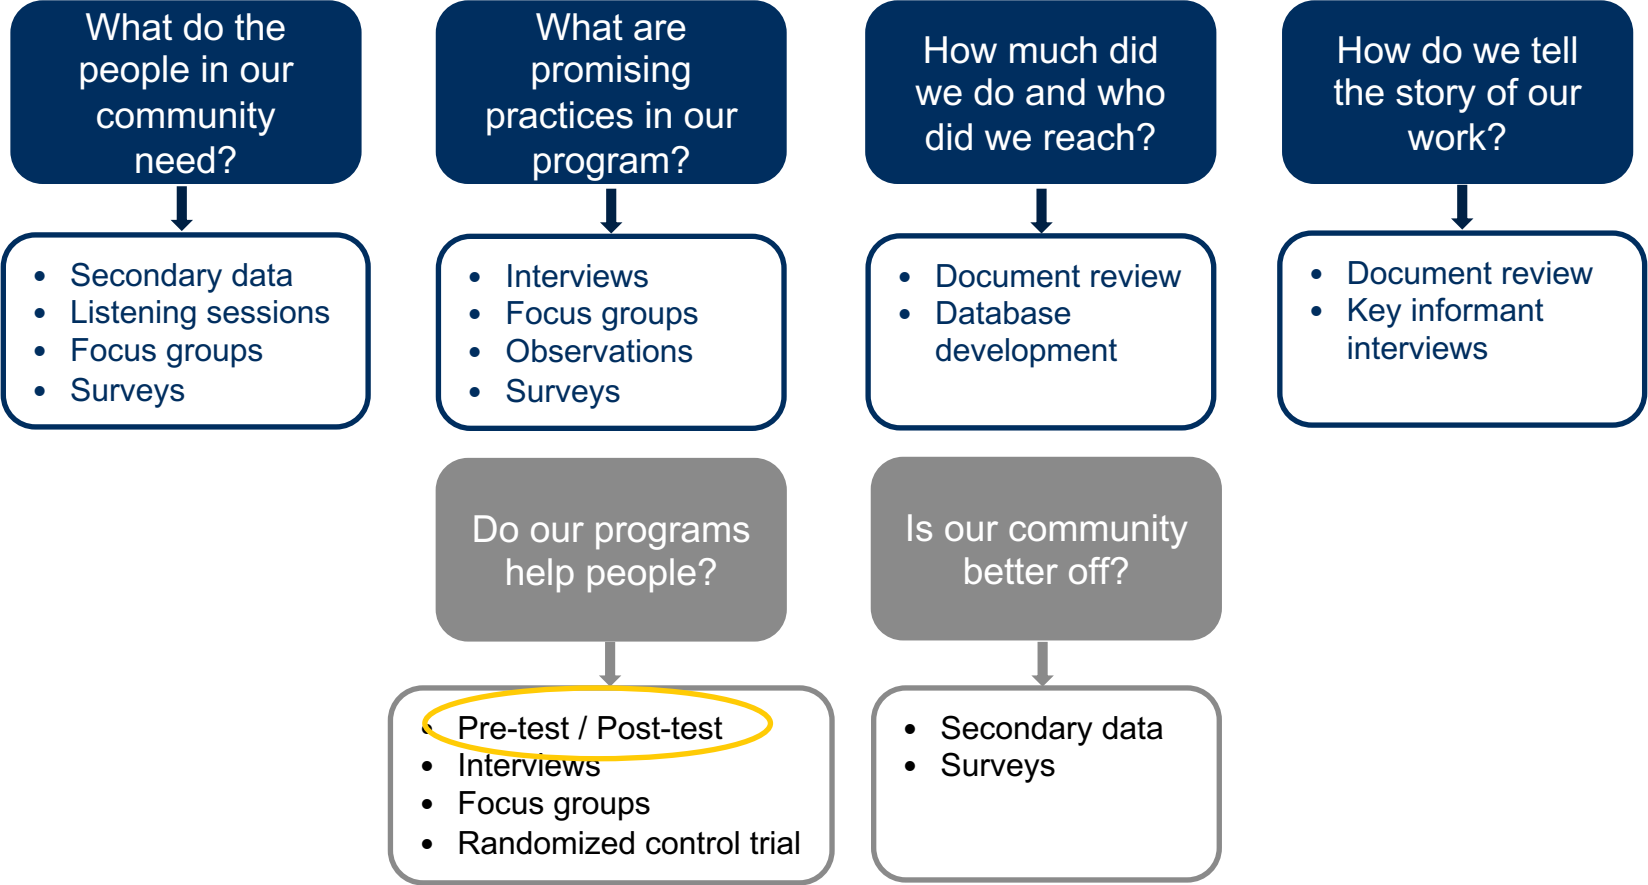 What do the
people in our
community
need?
What are
promising
practices in our
program?
How much did
we do and who
did we reach?
How do we tell
the story of our
work?
• Secondary data
• Listening sessions
• Focus groups
• Surveys
• Interviews
• Focus groups
• Observations
• Surveys
• Document review
• Database
development
• Document review
• Key informant
interviews
Do our programs
help people?
Is our community
better off?
• Pre-test / Post-test
• Interviews
• Focus groups
• Randomized control trial
• Secondary data
• Surveys